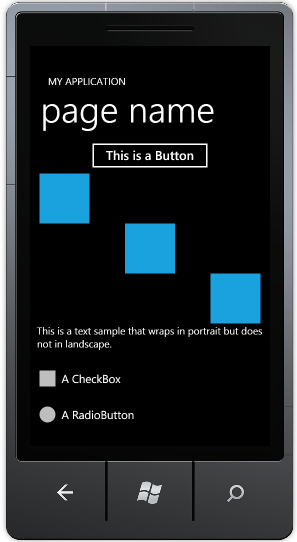 MY APPLICATION
page name
This is a Button
This is a text sample that wraps in portrait but does
not in landscape.
A CheckBox
A RadioButton